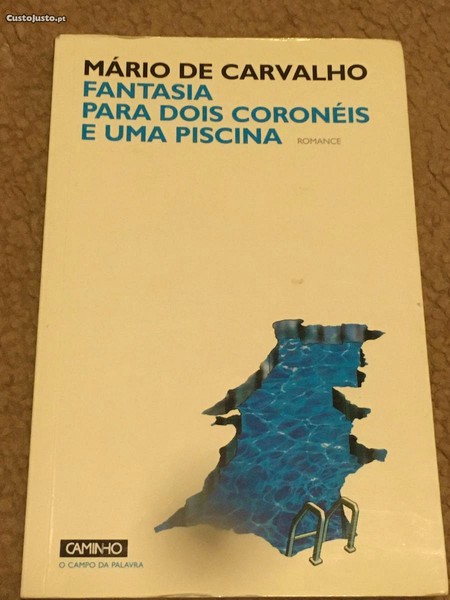 CustoJusto.pt
MÁRIO DE CARVALHO
FANTASIA
PARA DOIS CORONÉIS
E UMA PISCINA ROMANCE
CAMINHO
O CAMPO DA PALAVRA